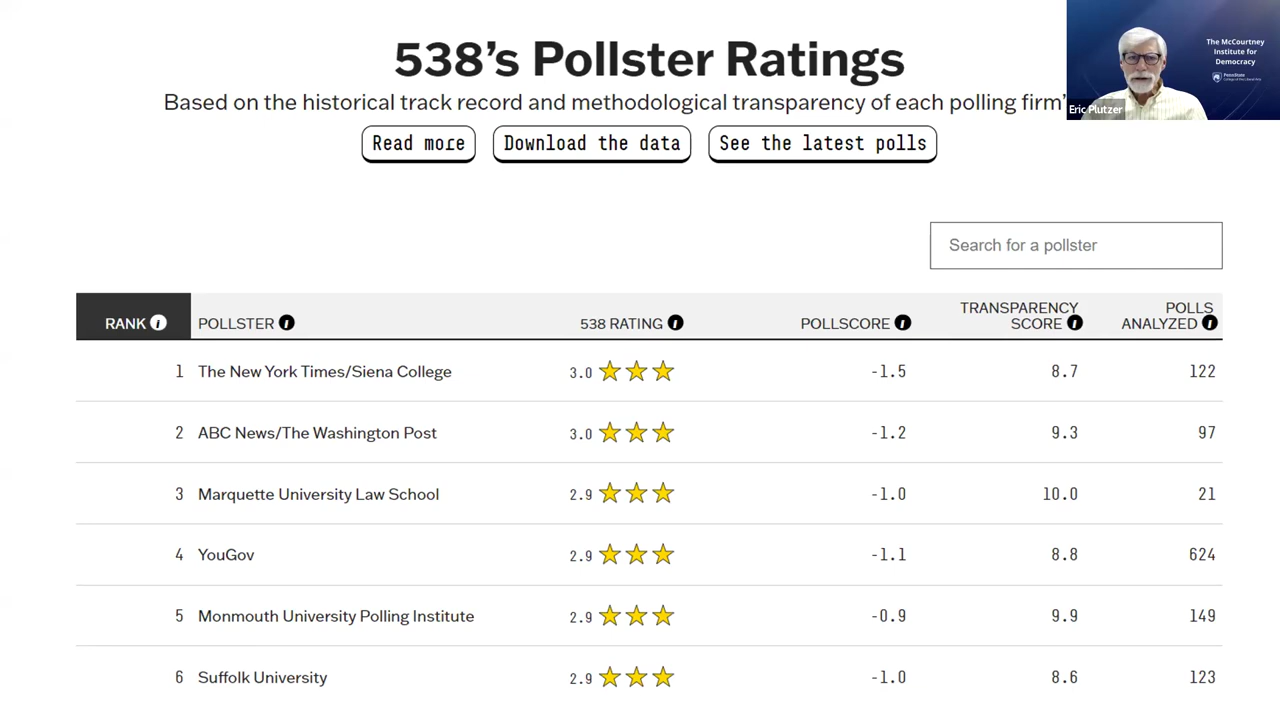 538's Pollster Ratings
Based on the historical track record and methodological transparency of each polling firm'
Read more
Download the data
See the latest polls
The McCourtney
Institute for
Democracy
PennState
College of the Liberal Arts
Eric Plutzer
Search for a pollster
RANK POLLSTER 538 RATING POLLSCORE TRANSPARENCY SCORE POLLS ANALYZED
1 The New York Times/Siena College 3.0 -1.5 8.7 122
2 ABC News/The Washington Post 3.0 -1.2 9.3 97
3 Marquette University Law School 2.9 -1.0 10.0 21
4 YouGov 2.9 -1.1 8.8 624
5 Monmouth University Polling Institute 2.9 -0.9 9.9 149
6 Suffolk University 2.9 -1.0 8.6 123